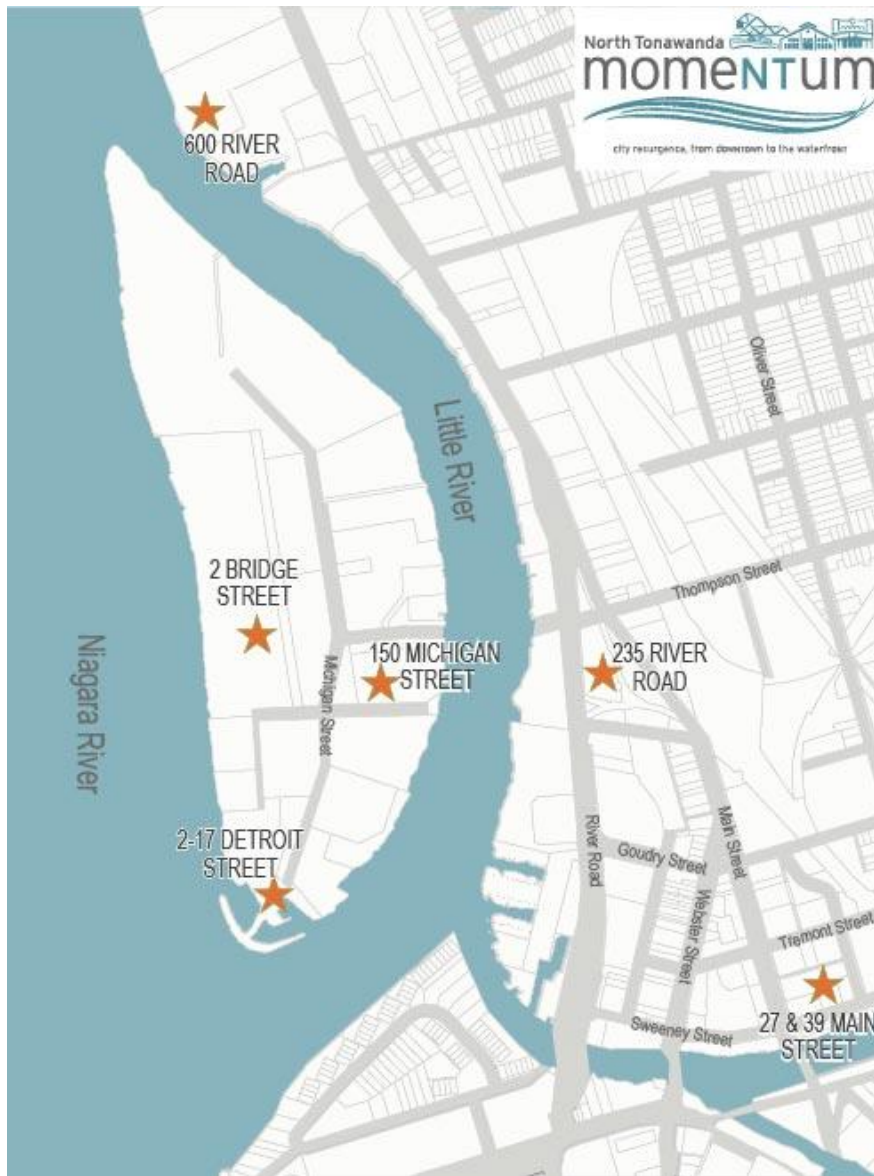 North Tonawanda
momeNTum
city resurgence, from downtown to the waterfront
600 RIVER
ROAD
Oliver Street
Little River
2 BRIDGE
STREET
Thompson Street
Niagara River
150 MICHIGAN
STREET
235 RIVER
ROAD
Michigan Street
2-17 DETROIT
STREET
River Road
Main Street
Goudry Street
Webster Street
Tremont Street
Sweeney Street
27 & 39 MAIN
STREET